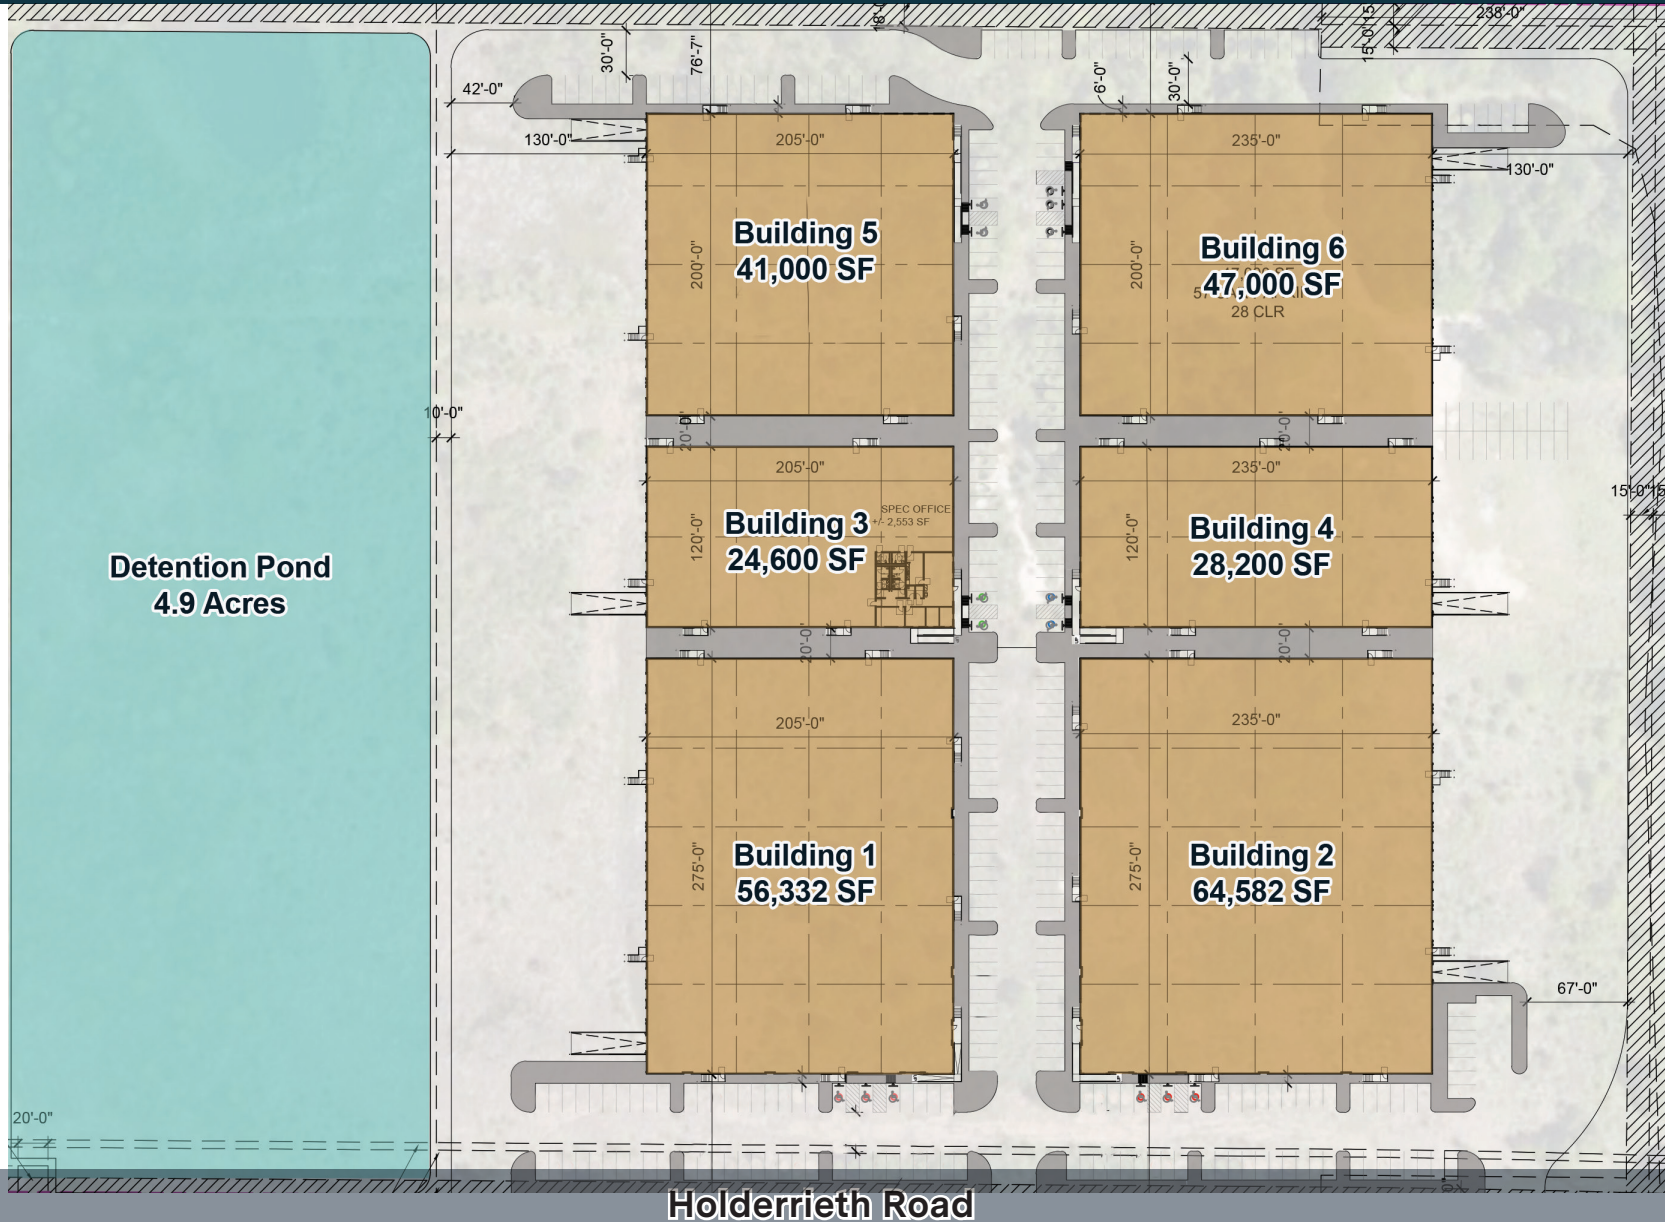 18'-0"
238'-0"
30'-0"
76'-7"
15'-0"
15
6'-0"
30'-0"
42'-0"
130'-0"
205'-0"
235'-0"
130'-0"
Building 5
41,000 SF
200'-0"
Building 6
47,000 SF
28 CLR
200'-0"
10'-0"
20'-0"
20'-0"
205'-0"
235'-0"
15'-0"
15
SPEC OFFICE
+/- 2,553 SF
Building 3
24,600 SF
120'-0"
Building 4
28,200 SF
120'-0"
Detention Pond
4.9 Acres
20'-0"
20'-0"
205'-0"
235'-0"
Building 1
56,332 SF
275'-0"
Building 2
64,582 SF
275'-0"
67'-0"
20'-0"
Holderrieth Road